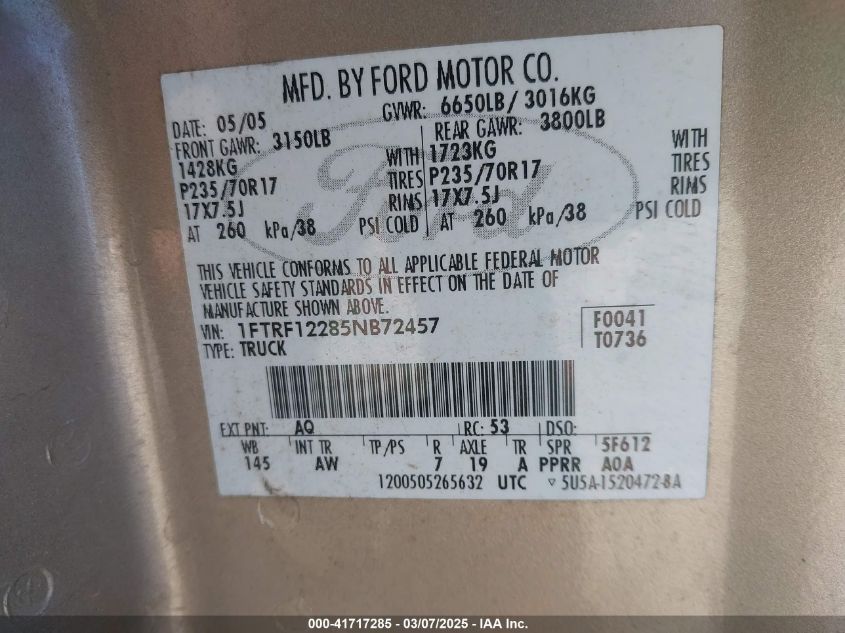 MFD. BY FORD MOTOR CO.
DATE: 05/05 GVWR: 6650LB/ 3016KG
FRONT GAWR: 3150LB REAR GAWR: 3800LB
1428KG WITH 1723KG WITH
P235/70R17 TIRES P235/70R17 TIRES
17X7.5J RIMS 17X7.5J RIMS
AT 260 kPa/38 PSI COLD AT 260 kPa/38 PSI COLD
Ford
THIS VEHICLE CONFORMS TO ALL APPLICABLE FEDERAL MOTOR
VEHICLE SAFETY STANDARDS IN EFFECT ON THE DATE OF
MANUFACTURE SHOWN ABOVE.
VIN: 1FTRF12285NB72457 F0041
TYPE: TRUCK T0736
EXT PNT: AQ RC: 53 DSO:
WB INT TR TP/PS R AXLE TR SPR 5F612
145 AW 7 19 A PPRR A0A
1200505265632 UTC ▽ 5U5A-1520472-BA
000-41717285 | 03/07/2025 | IAA Inc.